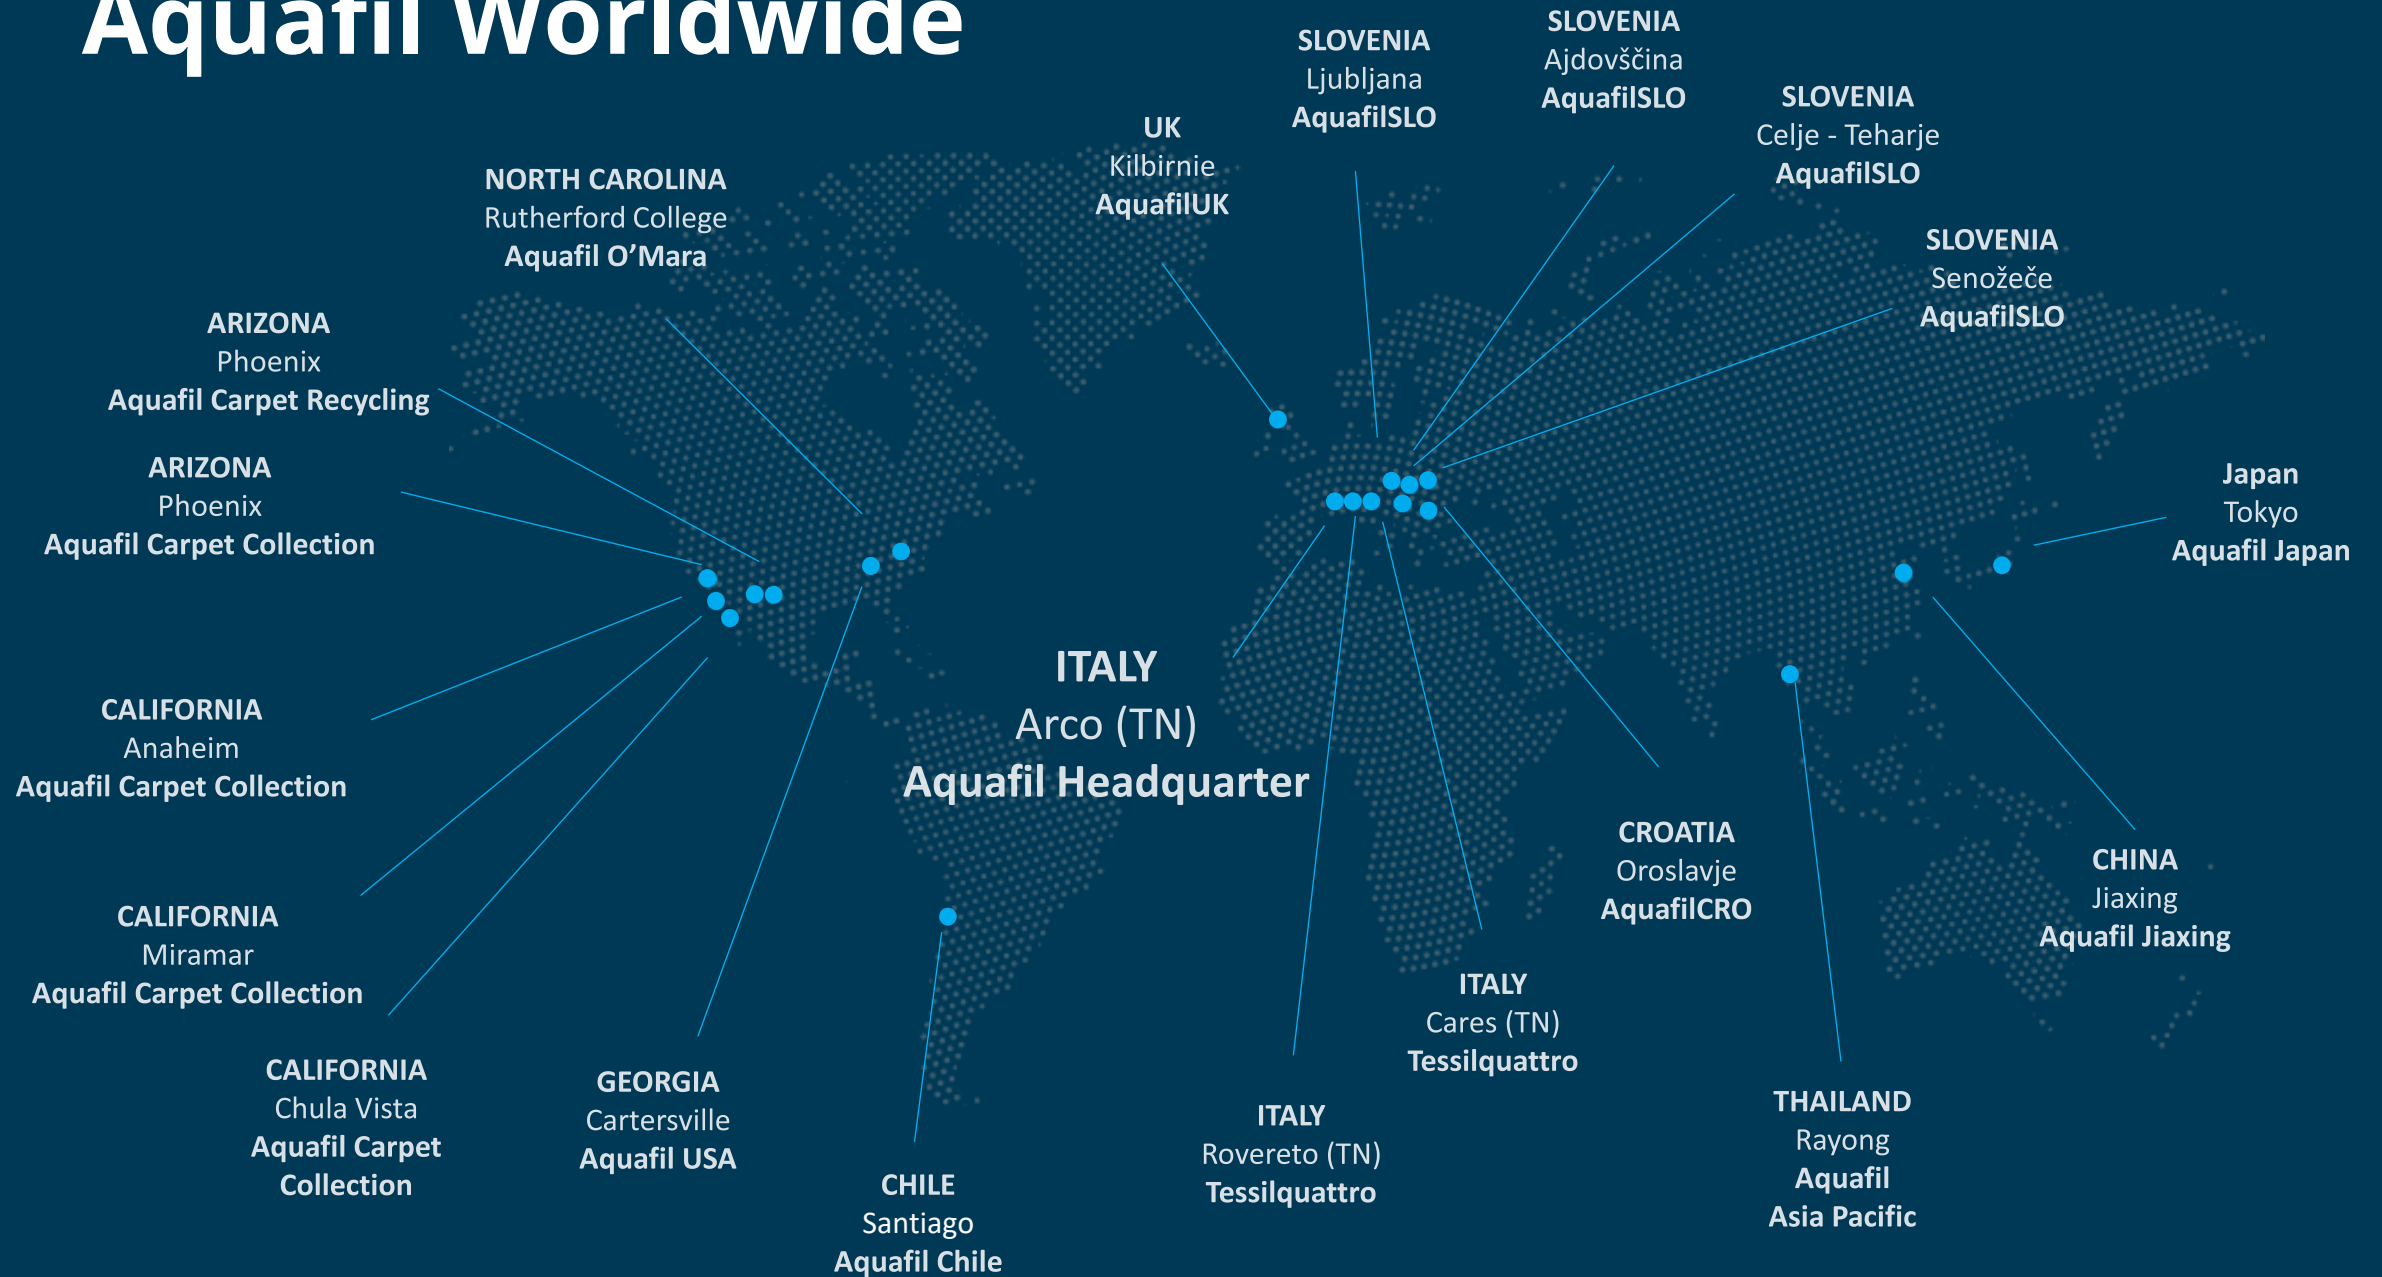 Aquafil Worldwide
SLOVENIA
Ljubljana
AquafilSLO
SLOVENIA
Ajdovščina
AquafilSLO
SLOVENIA
Celje - Teharje
AquafilSLO
UK
Kilbirnie
AquafilUK
NORTH CAROLINA
Rutherford College
Aquafil O’Mara
SLOVENIA
Senožeče
AquafilSLO
ARIZONA
Phoenix
Aquafil Carpet Recycling
ARIZONA
Phoenix
Aquafil Carpet Collection
Japan
Tokyo
Aquafil Japan
ITALY
Arco (TN)
Aquafil Headquarter
CALIFORNIA
Anaheim
Aquafil Carpet Collection
CROATIA
Oroslavje
AquafilCRO
CHINA
Jiaxing
Aquafil Jiaxing
CALIFORNIA
Miramar
Aquafil Carpet Collection
ITALY
Cares (TN)
Tessilquattro
CALIFORNIA
Chula Vista
Aquafil Carpet
Collection
GEORGIA
Cartersville
Aquafil USA
CHILE
Santiago
Aquafil Chile
ITALY
Rovereto (TN)
Tessilquattro
THAILAND
Rayong
Aquafil
Asia Pacific